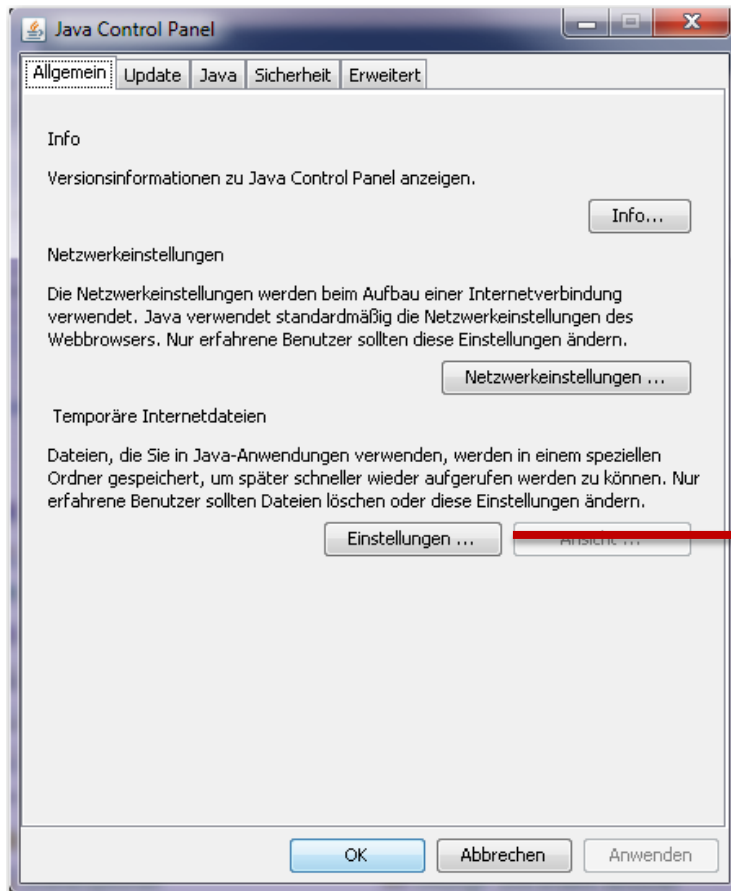 Java Control Panel
Allgemein Update Java Sicherheit Erweitert
Info
Versionsinformationen zu Java Control Panel anzeigen.
Info...
Netzwerkeinstellungen
Die Netzwerkeinstellungen werden beim Aufbau einer Internetverbindung
verwendet. Java verwendet standardmäßig die Netzwerkeinstellungen des
Webbrowsers. Nur erfahrene Benutzer sollten diese Einstellungen ändern.
Netzwerkeinstellungen ...
Temporäre Internetdateien
Dateien, die Sie in Java-Anwendungen verwenden, werden in einem speziellen
Ordner gespeichert, um später schneller wieder aufgerufen werden zu können. Nur
erfahrene Benutzer sollten Dateien löschen oder diese Einstellungen ändern.
Einstellungen ... Ansicht ...
OK Abbrechen Anwenden